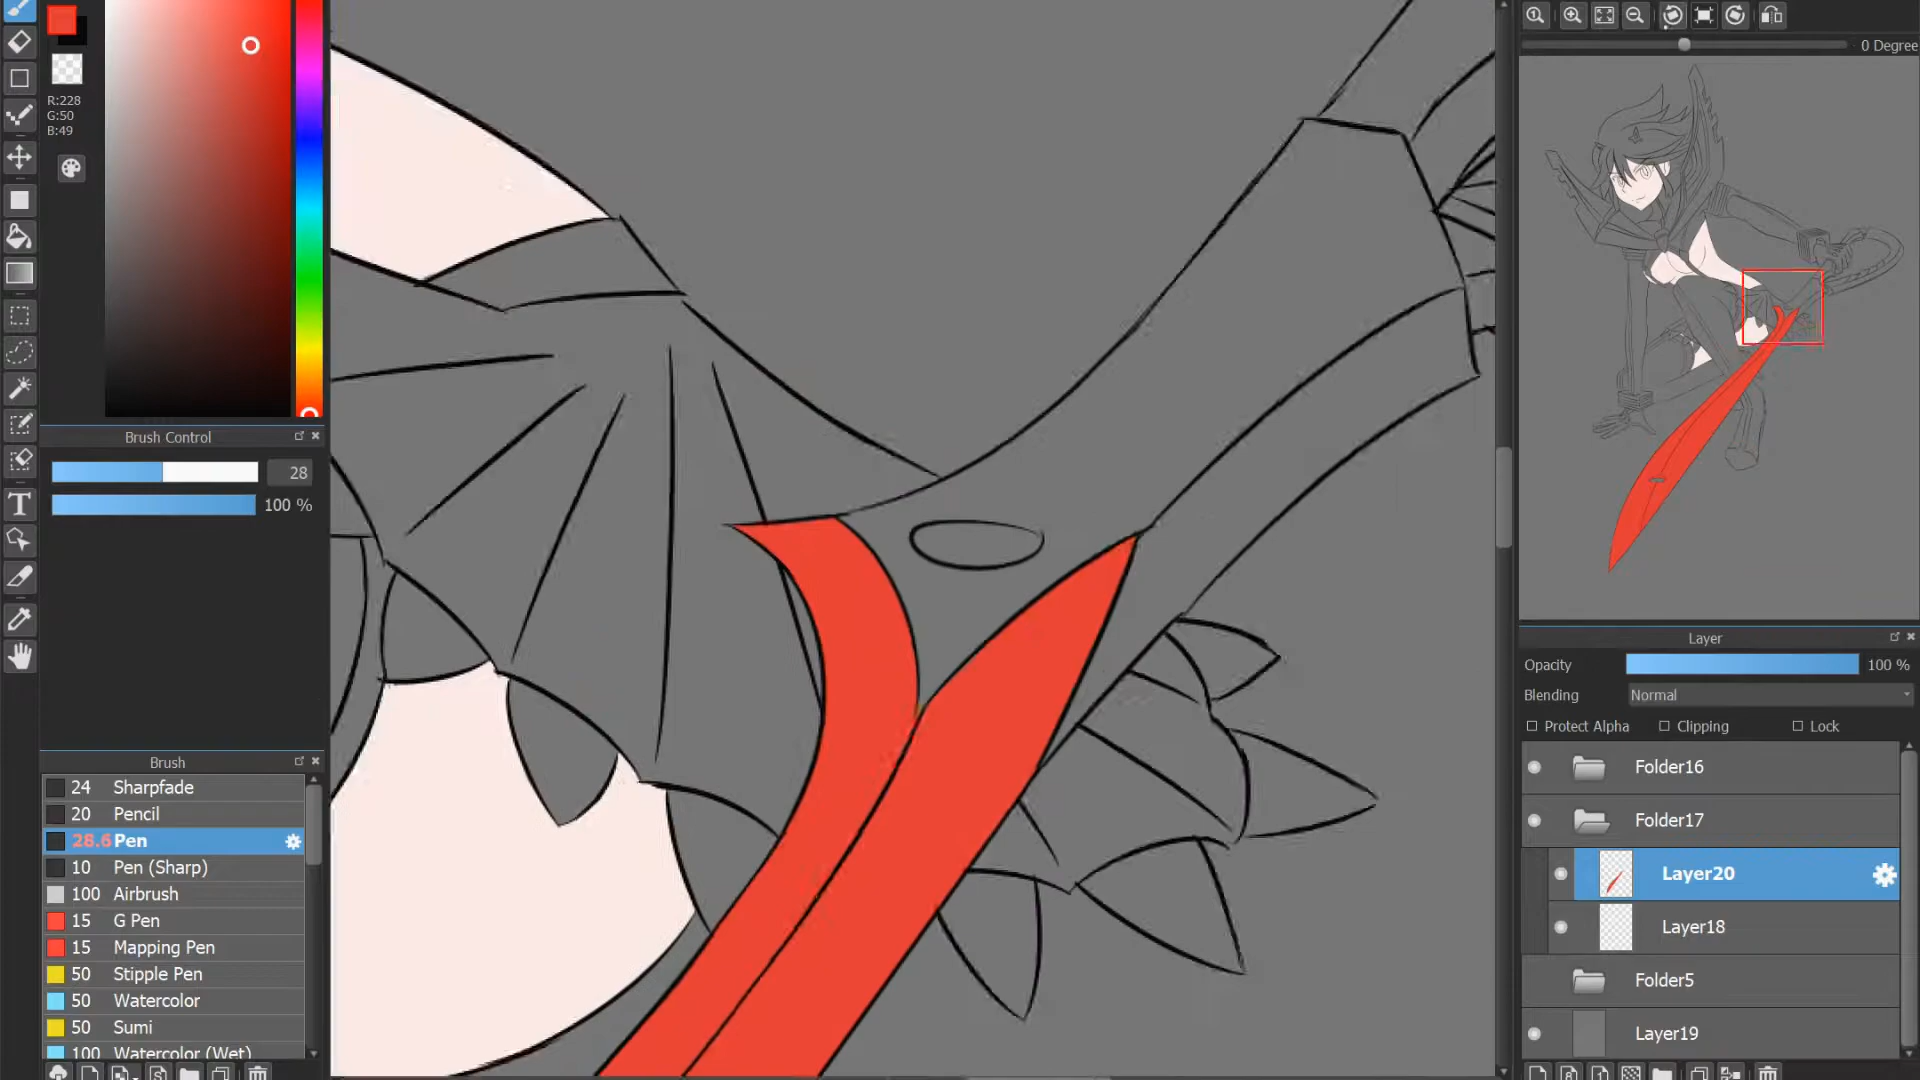 R:228
G:50
B:49
Brush Control
28
100 %
Brush
24 Sharpfade
20 Pencil
28.6 Pen
10 Pen (Sharp)
100 Airbrush
15 G Pen
15 Mapping Pen
50 Stipple Pen
50 Watercolor
50 Sumi
100 Watercolor (Wet)
0 Degree
Layer
Opacity 100 %
Blending Normal
Protect Alpha Clipping Lock
Folder16
Folder17
Layer20
Layer18
Folder5
Layer19